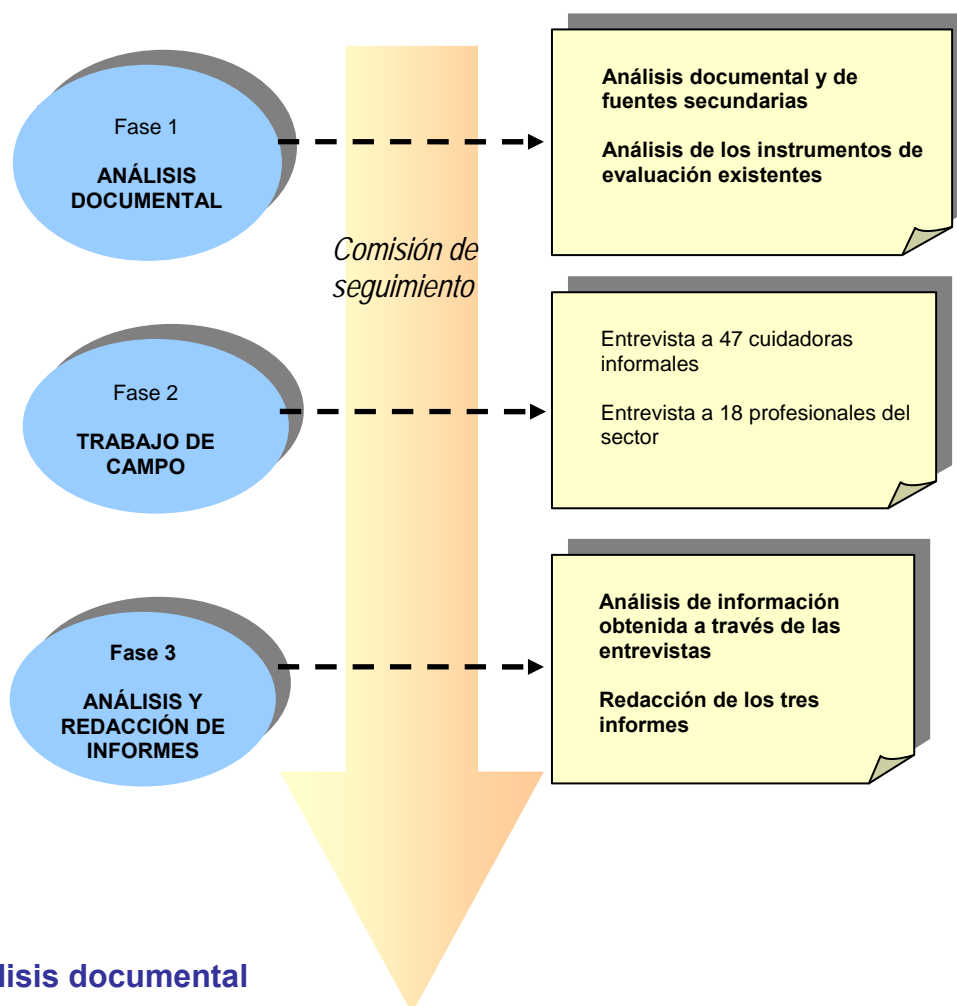 Fase 1
ANÁLISIS
DOCUMENTAL
Análisis documental y de
fuentes secundarias
Análisis de los instrumentos de
evaluación existentes
Comisión de
seguimiento
Fase 2
TRABAJO DE
CAMPO
Entrevista a 47 cuidadoras
informales
Entrevista a 18 profesionales del
sector
Fase 3
ANÁLISIS Y
REDACCIÓN DE
INFORMES
Análisis de información
obtenida a través de las
entrevistas
Redacción de los tres
informes
lisis documental